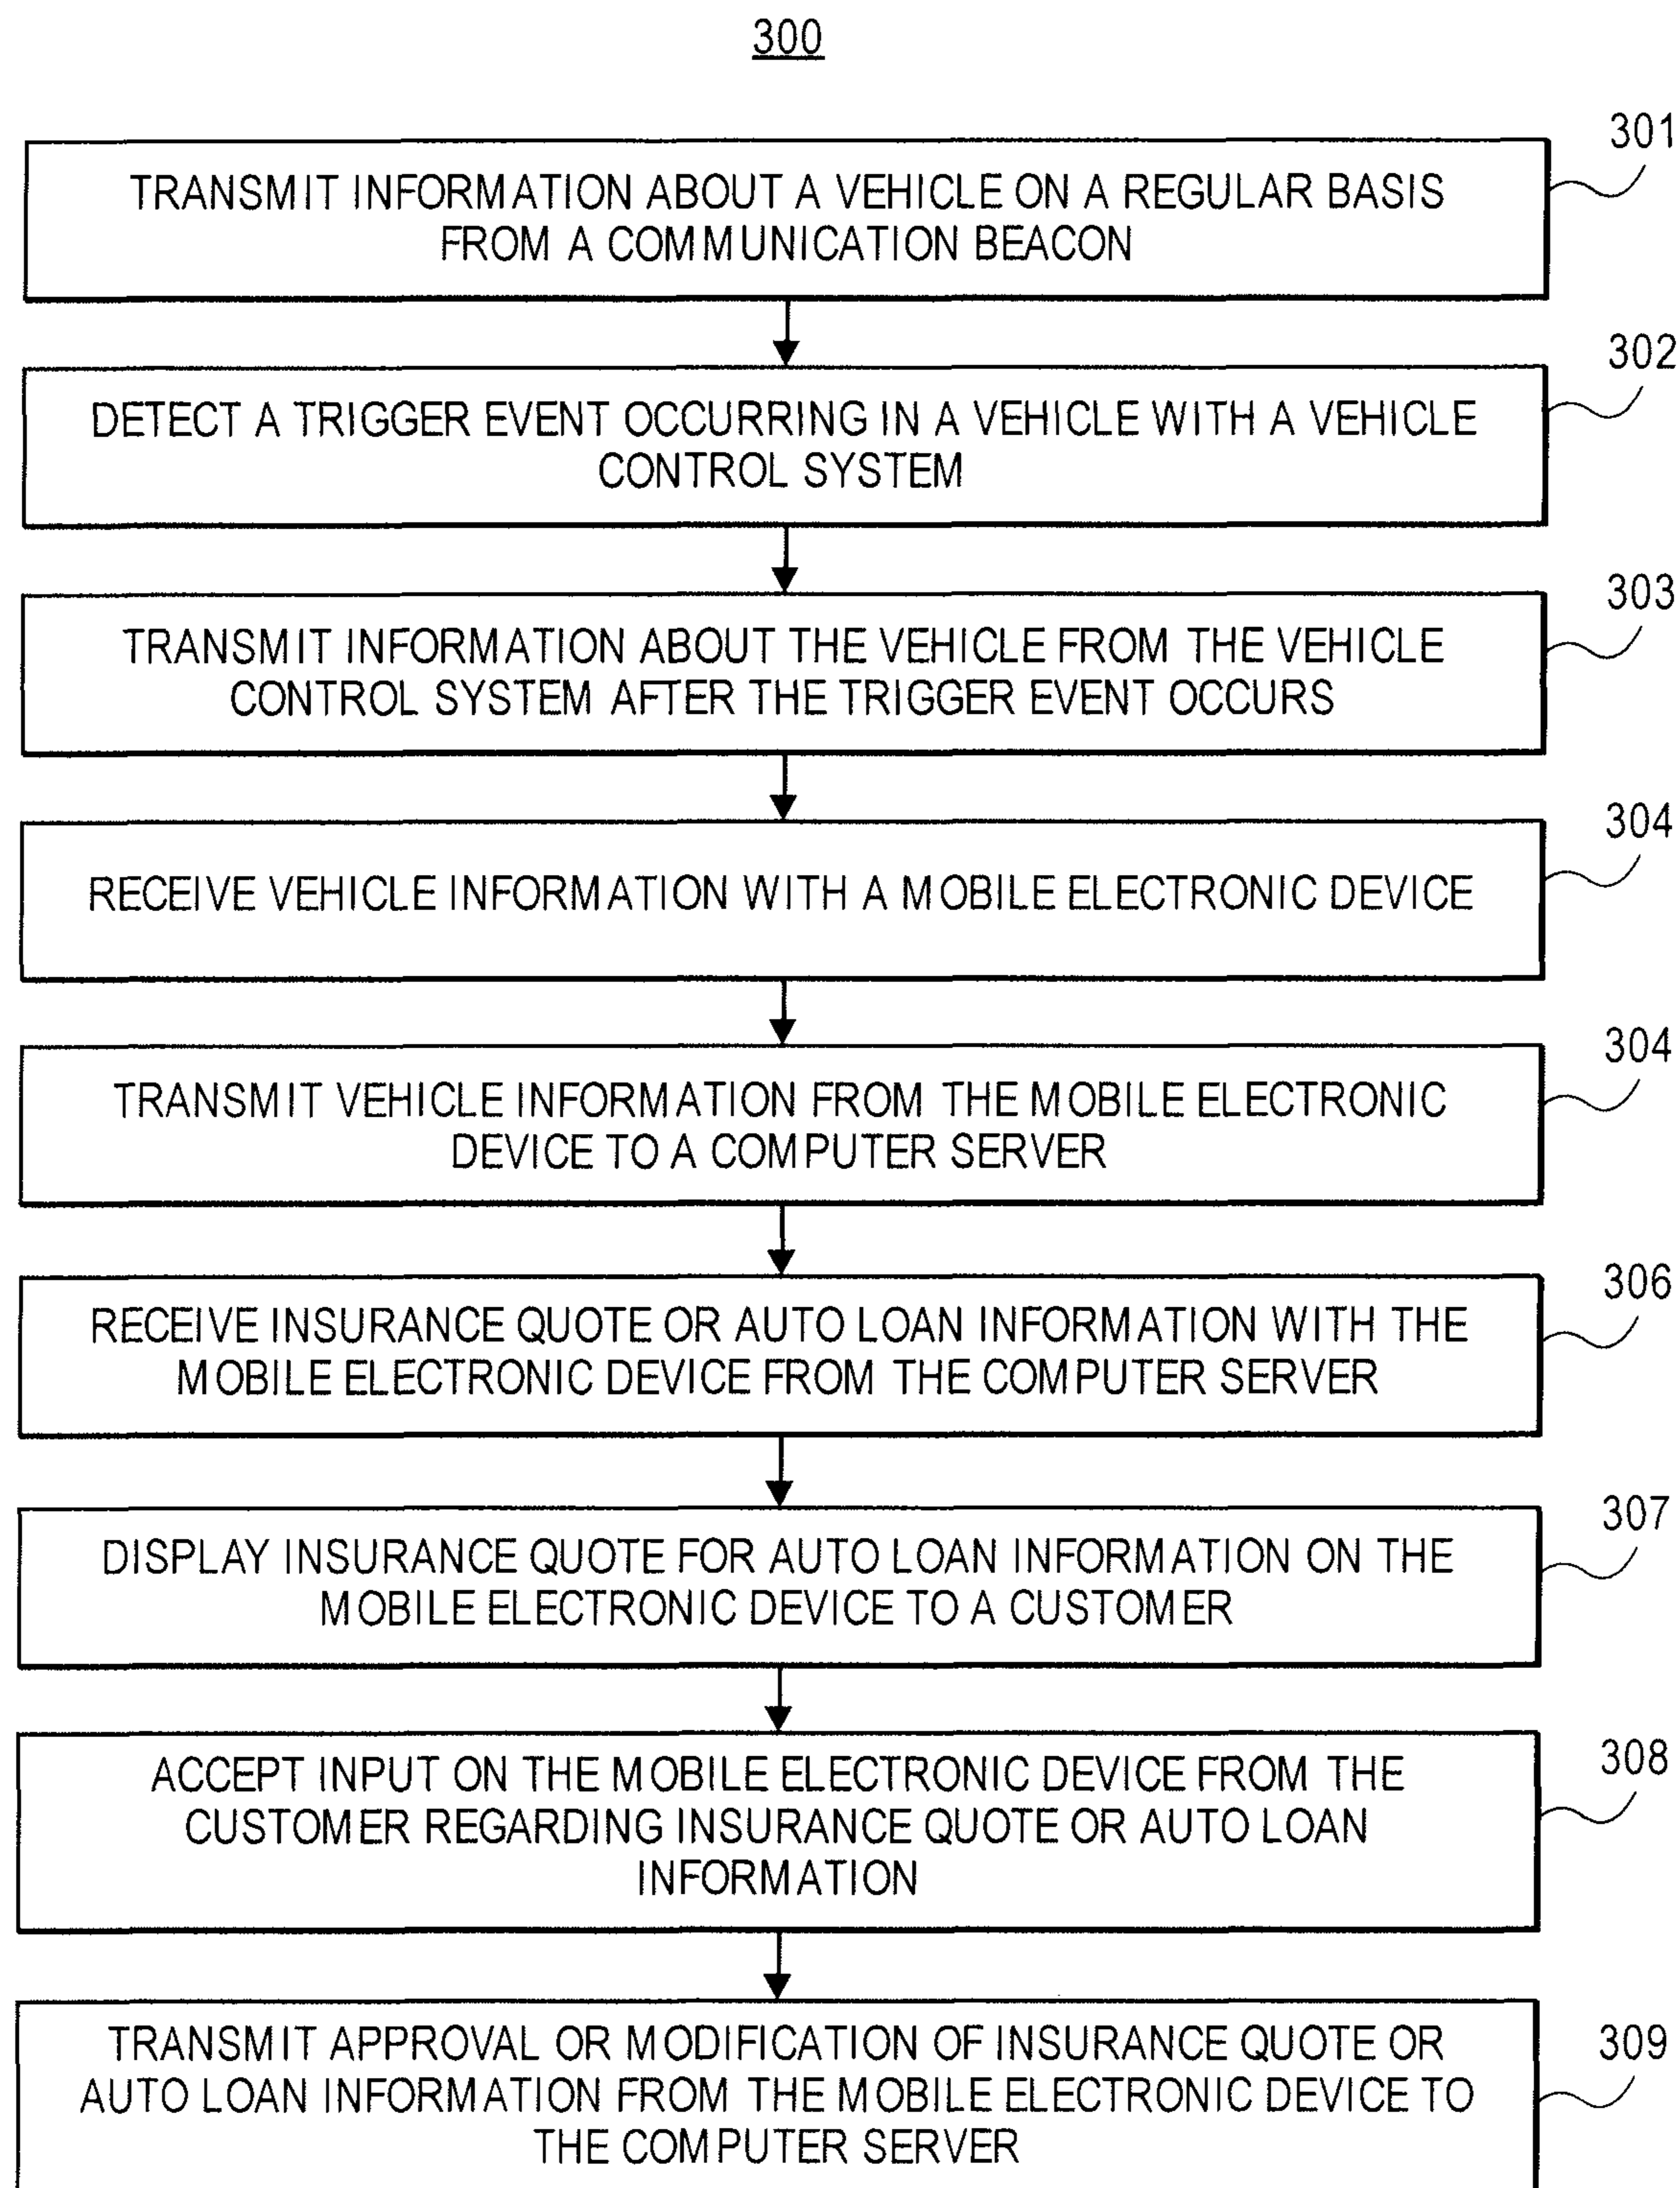 300
301
TRANSMIT INFORMATION ABOUT A VEHICLE ON A REGULAR BASIS
FROM A COMMUNICATION BEACON
302
DETECT A TRIGGER EVENT OCCURRING IN A VEHICLE WITH A VEHICLE
CONTROL SYSTEM
303
TRANSMIT INFORMATION ABOUT THE VEHICLE FROM THE VEHICLE
CONTROL SYSTEM AFTER THE TRIGGER EVENT OCCURS
304
RECEIVE VEHICLE INFORMATION WITH A MOBILE ELECTRONIC DEVICE
304
TRANSMIT VEHICLE INFORMATION FROM THE MOBILE ELECTRONIC
DEVICE TO A COMPUTER SERVER
306
RECEIVE INSURANCE QUOTE OR AUTO LOAN INFORMATION WITH THE
MOBILE ELECTRONIC DEVICE FROM THE COMPUTER SERVER
307
DISPLAY INSURANCE QUOTE FOR AUTO LOAN INFORMATION ON THE
MOBILE ELECTRONIC DEVICE TO A CUSTOMER
308
ACCEPT INPUT ON THE MOBILE ELECTRONIC DEVICE FROM THE
CUSTOMER REGARDING INSURANCE QUOTE OR AUTO LOAN
INFORMATION
309
TRANSMIT APPROVAL OR MODIFICATION OF INSURANCE QUOTE OR
AUTO LOAN INFORMATION FROM THE MOBILE ELECTRONIC DEVICE TO
THE COMPUTER SERVER